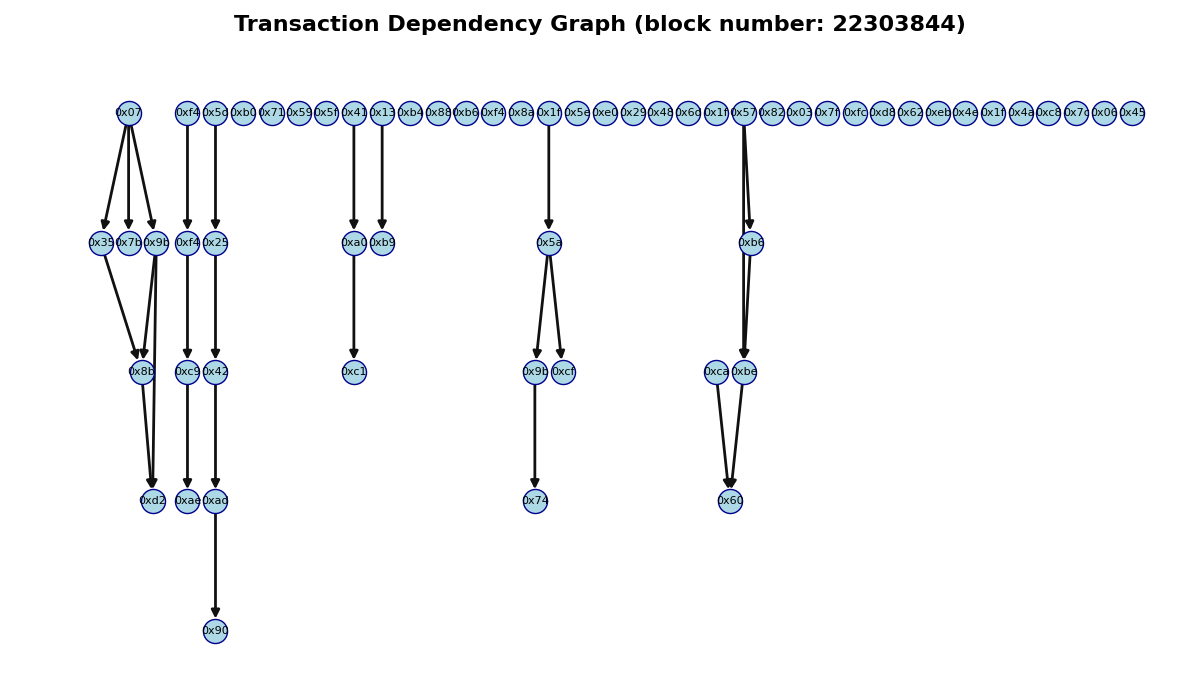 Transaction Dependency Graph (block number: 22303844)
0x07 0xf4 0x5d 0xb0 0x71 0x59 0x5f 0x41 0x13 0xb4 0x88 0xb6 0xf4 0x8a 0x1f 0x5e 0xe0 0x29 0x48 0x6d 0x1f 0x57 0x82 0x03 0x7f 0xfc 0xd8 0x62 0xeb 0x4e 0x1f 0x4a 0xc8 0x7c 0x06 0x45
0x35 0x7b 0x9b 0xf4 0x25 0xa0 0xb9 0x5a 0xb6
0x8b 0xc9 0x42 0xc1 0x9b 0xcf 0xca 0xbe
0xd2 0xae 0xad 0x74 0x60
0x90